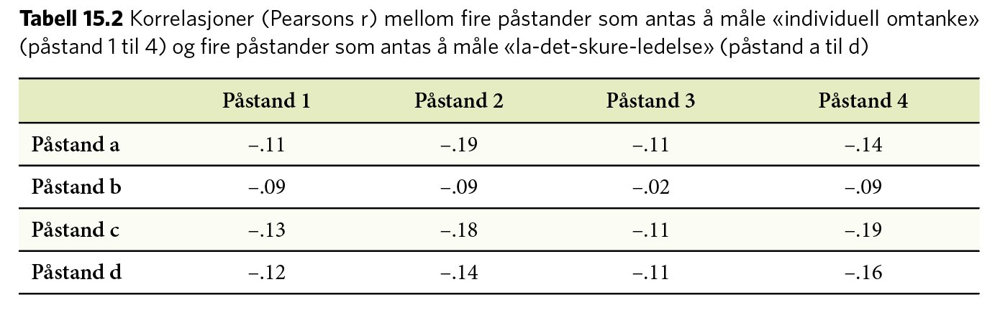 Tabell 15.2 Korrelasjoner (Pearsons r) mellom fire påstander som antas å måle «individuell omtanke»
(påstand 1 til 4) og fire påstander som antas å måle «la-det-skure-ledelse» (påstand a til d)
Påstand 1 Påstand 2 Påstand 3 Påstand 4
Påstand a –.11 –.19 –.11 –.14
Påstand b –.09 –.09 –.02 –.09
Påstand c –.13 –.18 –.11 –.19
Påstand d –.12 –.14 –.11 –.16